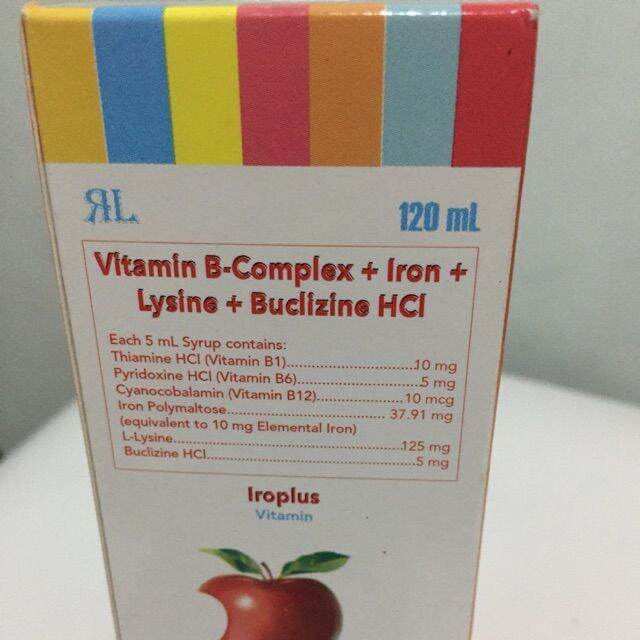 RL
120 mL
Vitamin B-Complex + Iron +
Lysine + Buclizine HCl
Each 5 mL Syrup contains:
Thiamine HCl (Vitamin B1)..............................10 mg
Pyridoxine HCl (Vitamin B6)..............................5 mg
Cyanocobalamin (Vitamin B12)......................10 mcg
Iron Polymaltose...................................... 37.91 mg
(equivalent to 10 mg Elemental Iron)
L-Lysine......................................................125 mg
Buclizine HCl.................................................5 mg
Iroplus
Vitamin